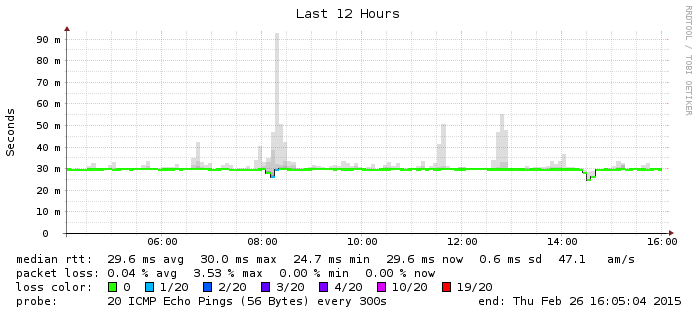 Last 12 Hours
RRDTOOL / TOBI OETIKER
Seconds
90 m
80 m
70 m
60 m
50 m
40 m
30 m
20 m
10 m
0
06:00 08:00 10:00 12:00 14:00 16:00
median rtt: 29.6 ms avg 30.0 ms max 24.7 ms min 29.6 ms now 0.6 ms sd 47.1 am/s
packet loss: 0.04 % avg 3.53 % max 0.00 % min 0.00 % now
loss color: 0 1/20 2/20 3/20 4/20 10/20 19/20
probe: 20 ICMP Echo Pings (56 Bytes) every 300s end: Thu Feb 26 16:05:04 2015